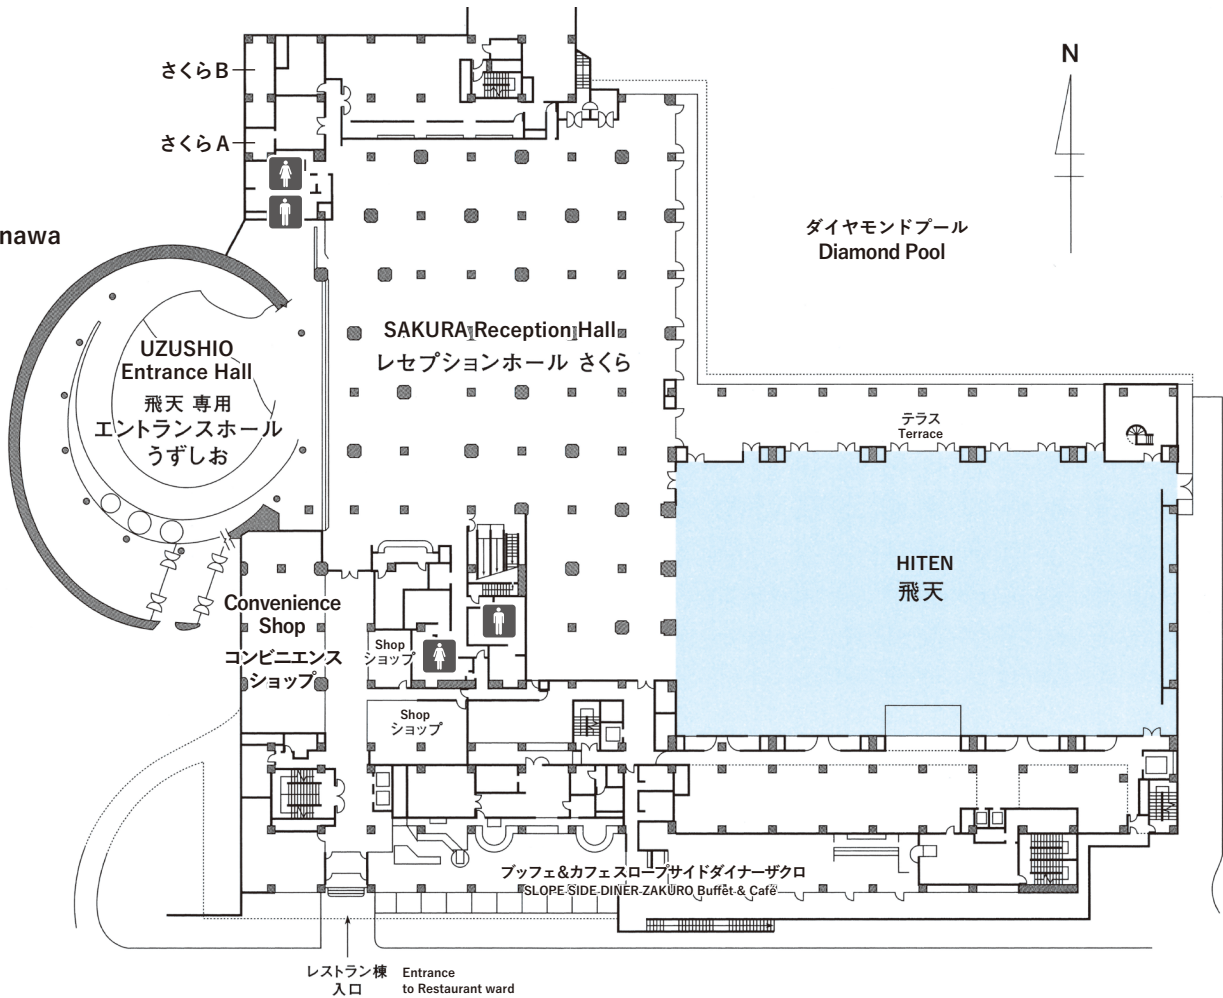 さくら B
さくら A
N
nawa
ダイヤモンドプール
Diamond Pool
SAKURA Reception Hall
レセプションホール さくら
UZUSHIO
Entrance Hall
飛天 専用
エントランスホール
うずしお
テラス
Terrace
HITEN
飛天
Convenience
Shop
コンビニエンス
ショップ
Shop
ショップ
Shop
ショップ
ブッフェ&カフェ スロープサイドダイナーザクロ
SLOPE SIDE DINER ZAKURO Buffet & Café
レストラン棟
入口
Entrance
to Restaurant ward